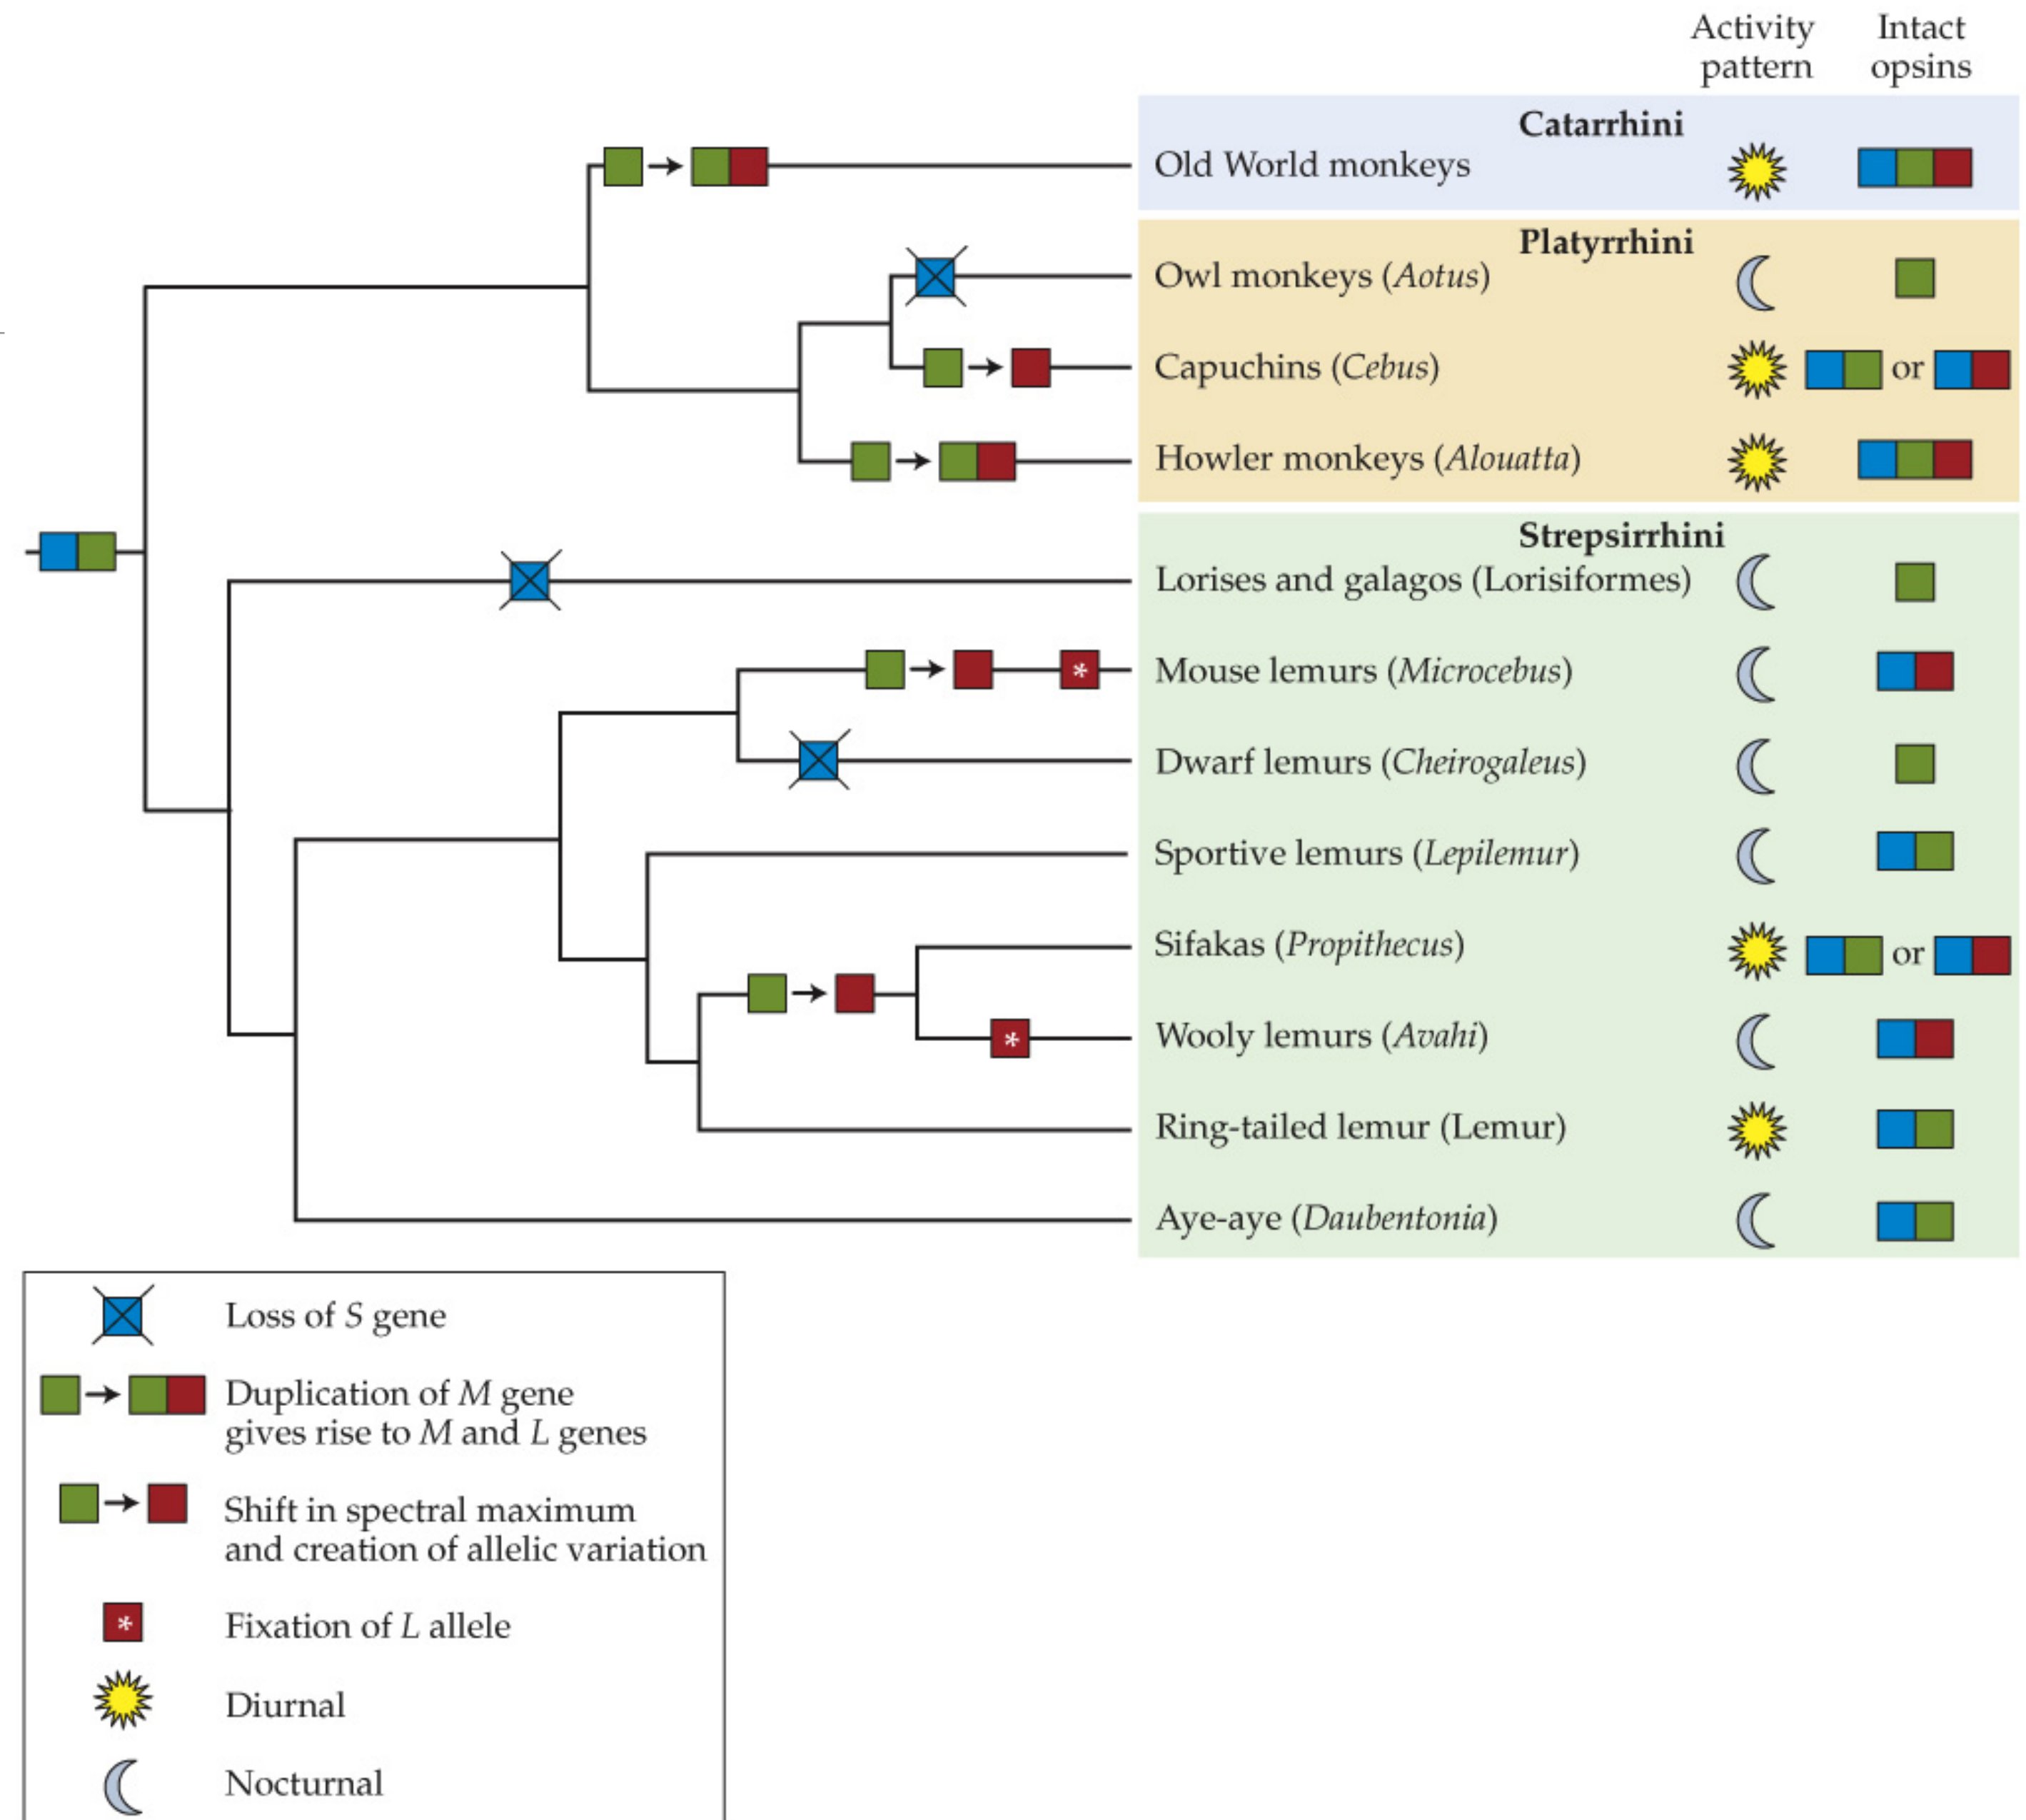 Activity pattern
Intact opsins
Catarrhini
Old World monkeys
Platyrrhini
Owl monkeys (Aotus)
Capuchins (Cebus)
or
Howler monkeys (Alouatta)
Strepsirrhini
Lorises and galagos (Lorisiformes)
Mouse lemurs (Microcebus)
*
Dwarf lemurs (Cheirogaleus)
Sportive lemurs (Lepilemur)
Sifakas (Propithecus)
or
Wooly lemurs (Avahi)
*
Ring-tailed lemur (Lemur)
Aye-aye (Daubentonia)
Loss of S gene
Duplication of M gene
gives rise to M and L genes
Shift in spectral maximum
and creation of allelic variation
*
Fixation of L allele
Diurnal
Nocturnal